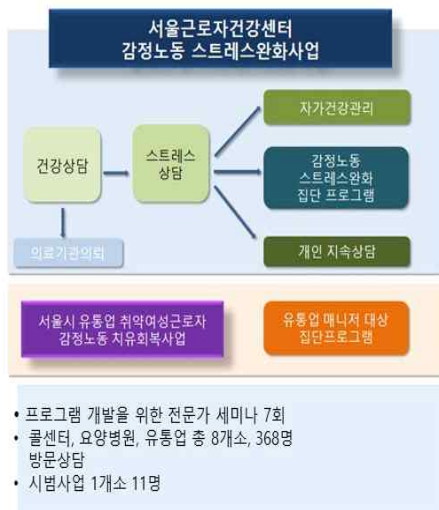 서울근로자건강센터
감정노동 스트레스완화사업
자가건강관리
건강상담
스트레스
상담
감정노동
스트레스완화
집단 프로그램
의료기관의뢰
개인 지속상담
서울시 유통업 취약여성근로자
감정노동 치유회복사업
유통업 매니저 대상
집단프로그램
• 프로그램 개발을 위한 전문가 세미나 7회
• 콜센터, 요양병원, 유통업 총 8개소, 368명
방문상담
• 시범사업 1개소 11명